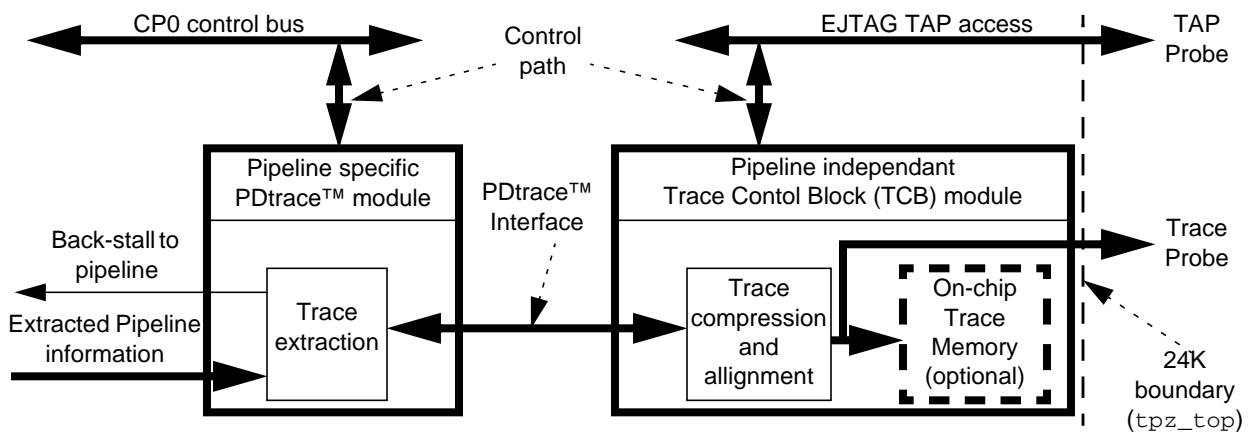 CP0 control bus
EJTAG TAP access
TAP
Probe
Control
path
Pipeline specific
PDtrace™ module
PDtrace™
Interface
Pipeline independant
Trace Contol Block (TCB) module
Back-stall to
pipeline
Extracted Pipeline
information
Trace
extraction
Trace
compression
and
allignment
On-chip
Trace
Memory
(optional)
Trace
Probe
24K
boundary
(tpz_top)